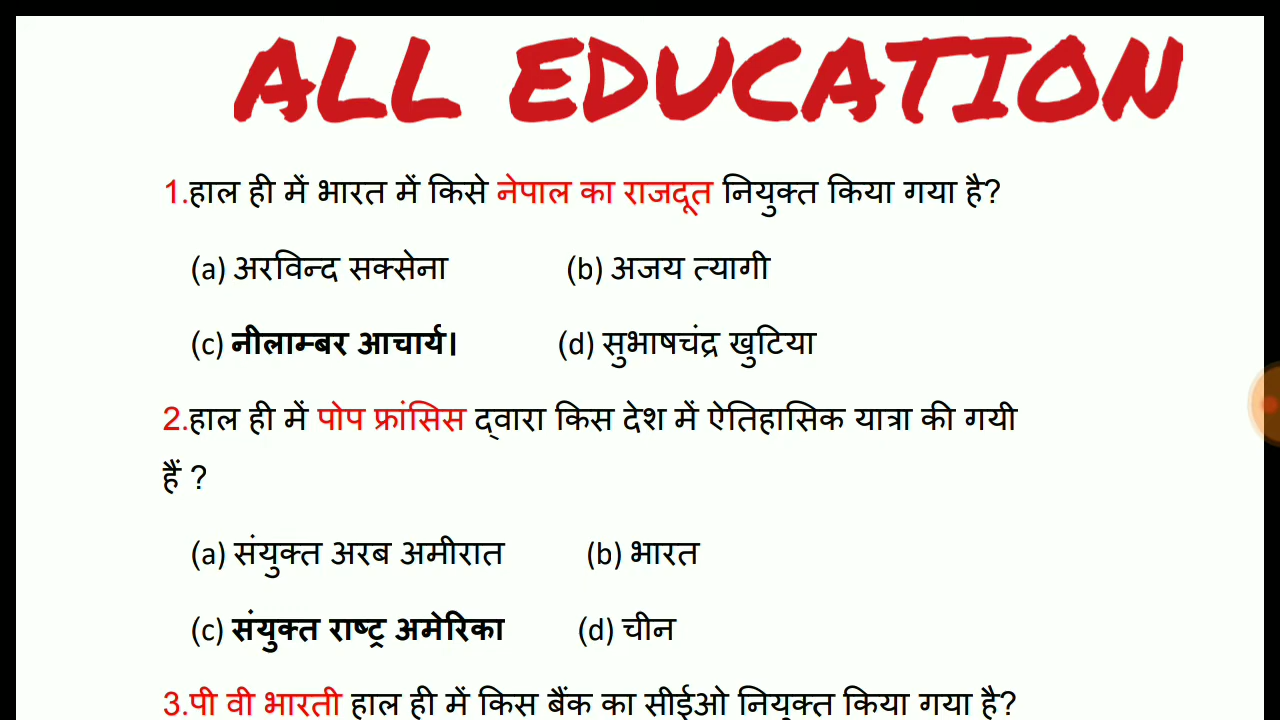 ALL EDUCATION
1.हाल ही में भारत में किसे नेपाल का राजदूत नियुक्त किया गया है?
(a) अरविन्द सक्सेना (b) अजय त्यागी
(c) नीलाम्बर आचार्य। (d) सुभाषचंद्र खुटिया
2.हाल ही में पोप फ्रांसिस द्वारा किस देश में ऐतिहासिक यात्रा की गयी
हैं ?
(a) संयुक्त अरब अमीरात (b) भारत
(c) संयुक्त राष्ट्र अमेरिका (d) चीन
3.पी वी भारती हाल ही में किस बैंक का सीईओ नियुक्त किया गया है?